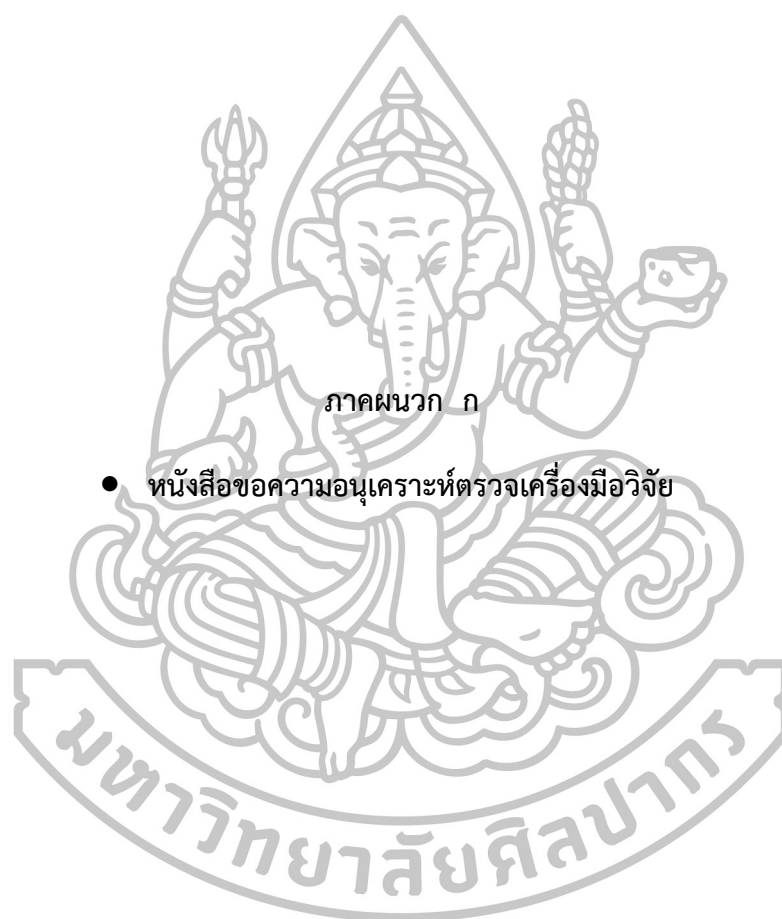 ภาคผนวก ก
● หนังสือขอความอนุเคราะห์ตรวจเครื่องมือวิจัย
มหาวิทยาลัยศิลปากร